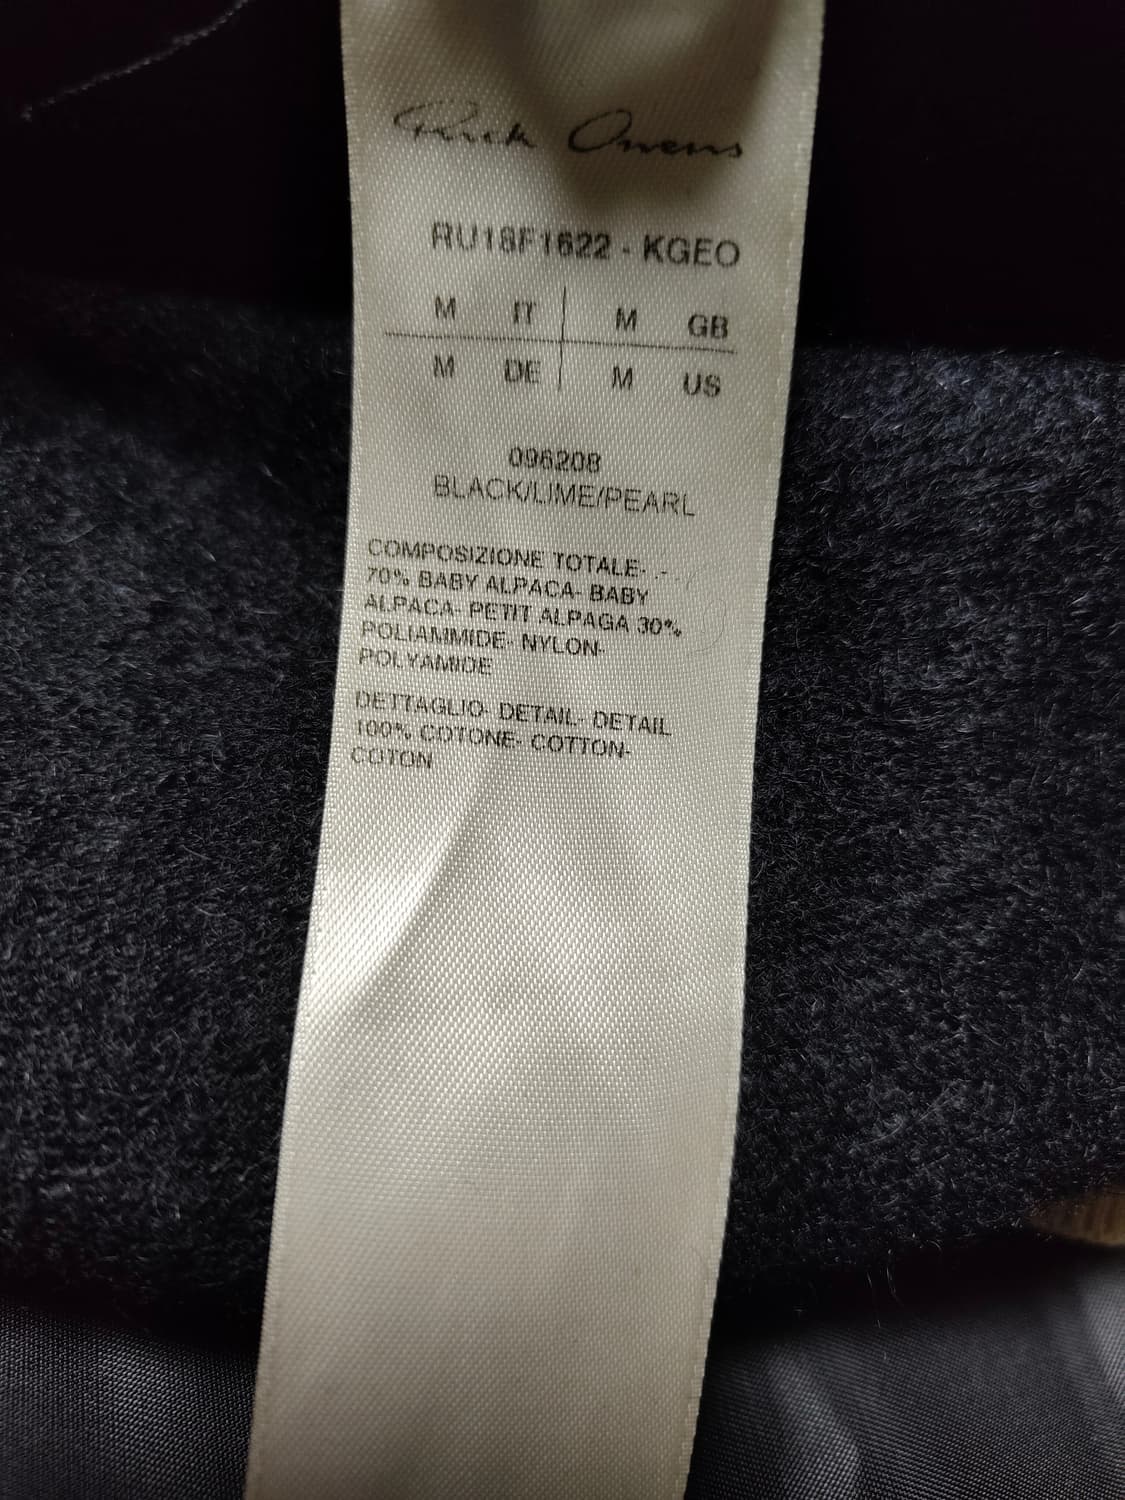 Rick Owens
RU18F1622 - KGEO
M IT M GB
M DE M US
096208
BLACK/LIME/PEARL
COMPOSIZIONE TOTALE- - -
70% BABY ALPACA- BABY
ALPACA- PETIT ALPAGA 30%
POLIAMMIDE- NYLON-
POLYAMIDE
DETTAGLIO- DETAIL- DETAIL
100% COTONE- COTTON-
COTON